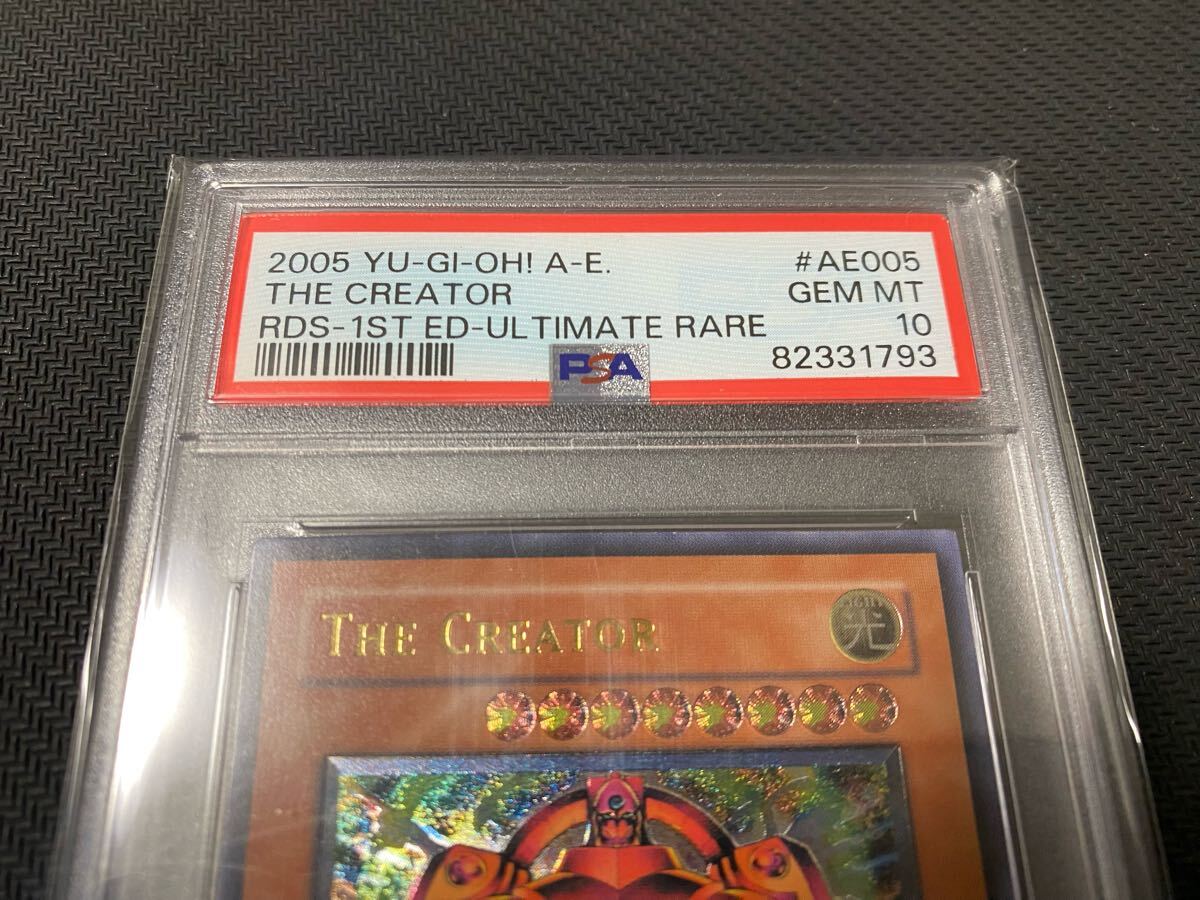 2005 YU-GI-OH! A-E. #AE005
THE CREATOR GEM MT
RDS-1ST ED-ULTIMATE RARE 10
PSA 82331793
THE CREATOR
LIGHT
光